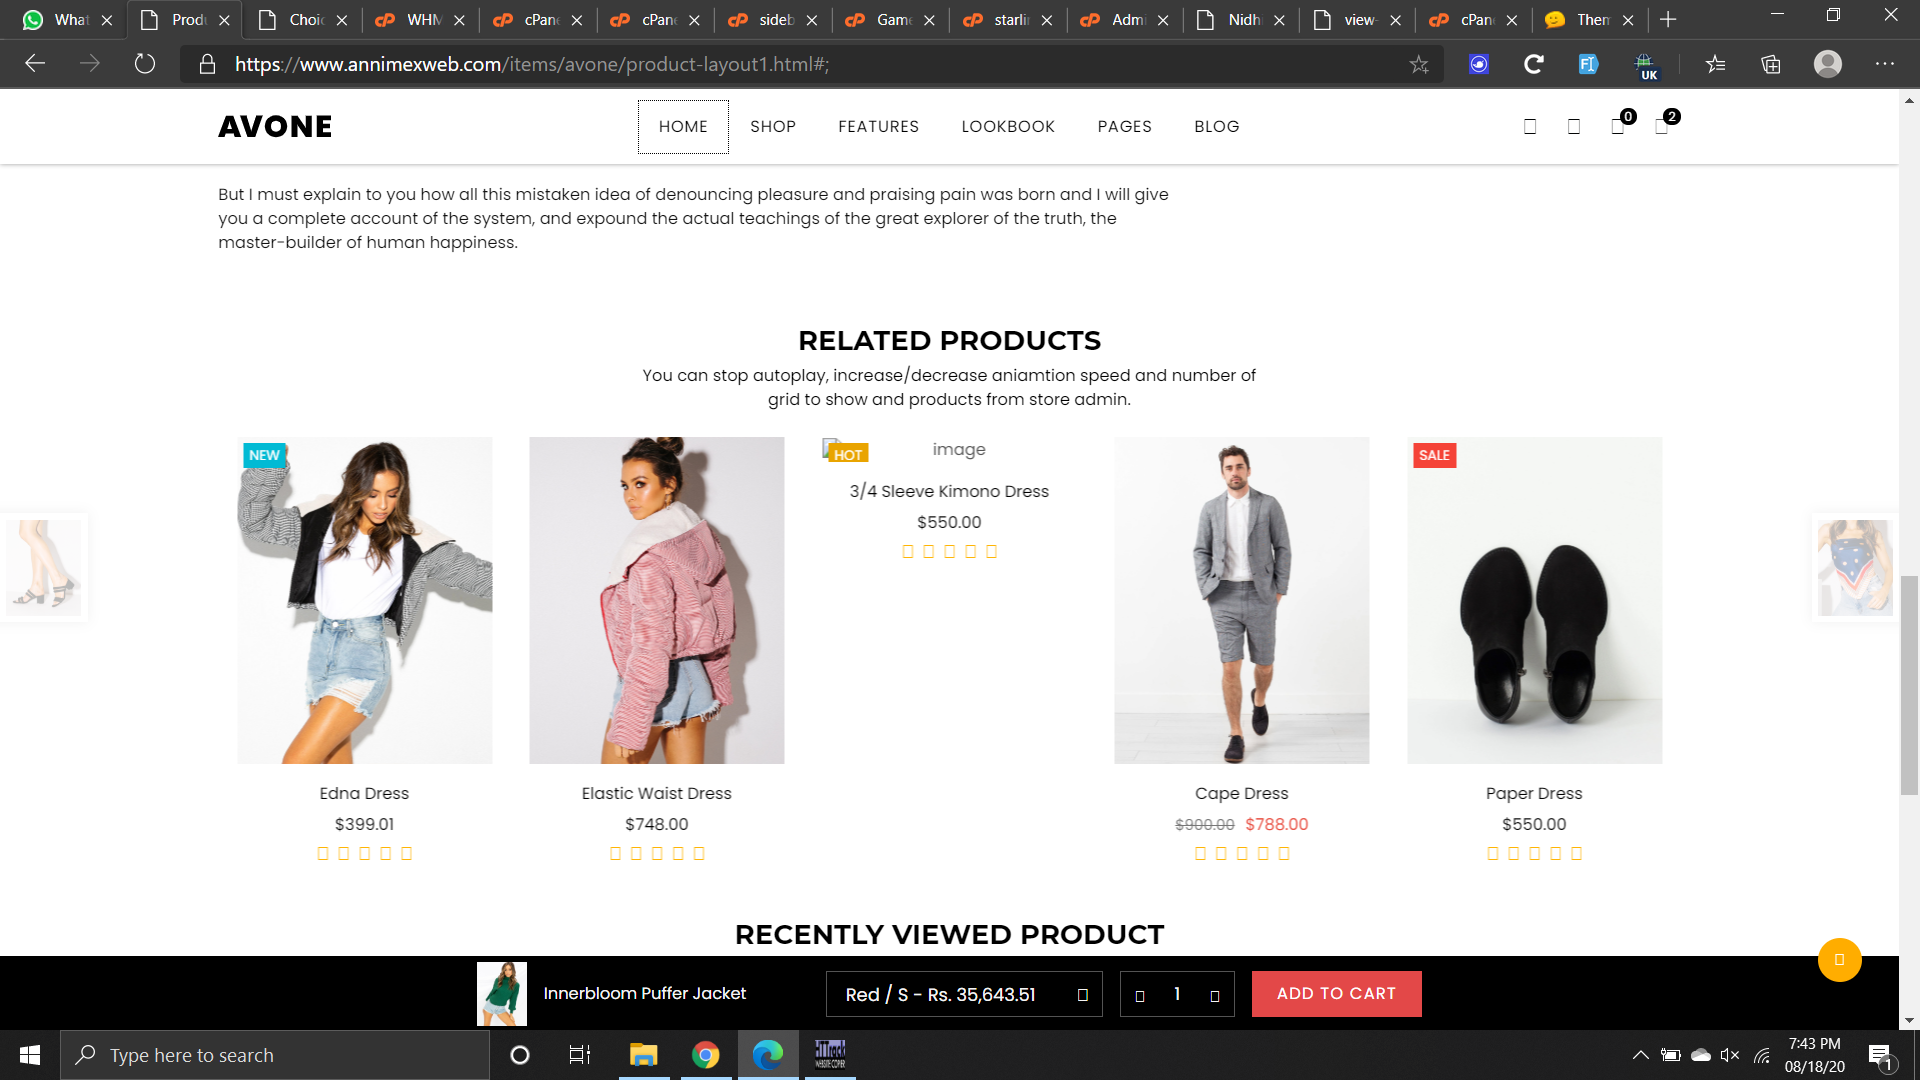 What
Produ
Choic
WHM
cPane
cPane
sideb
Game
starlin
Admi
Nidhi
view-
cPane
Them
https://www.annimexweb.com/items/avone/product-layout1.html#;
UK
AVONE
HOME
SHOP
FEATURES
LOOKBOOK
PAGES
BLOG
0
2
But I must explain to you how all this mistaken idea of denouncing pleasure and praising pain was born and I will give
you a complete account of the system, and expound the actual teachings of the great explorer of the truth, the
master-builder of human happiness.
RELATED PRODUCTS
You can stop autoplay, increase/decrease aniamtion speed and number of
grid to show and products from store admin.
NEW
Edna Dress
$399.01
Elastic Waist Dress
$748.00
HOT
image
3/4 Sleeve Kimono Dress
$550.00
Cape Dress
$900.00 $788.00
SALE
Paper Dress
$550.00
RECENTLY VIEWED PRODUCT
Innerbloom Puffer Jacket
Red / S - Rs. 35,643.51
1
ADD TO CART
Type here to search
HTTrack
WEBSITE COPIER
7:43 PM
08/18/20
1